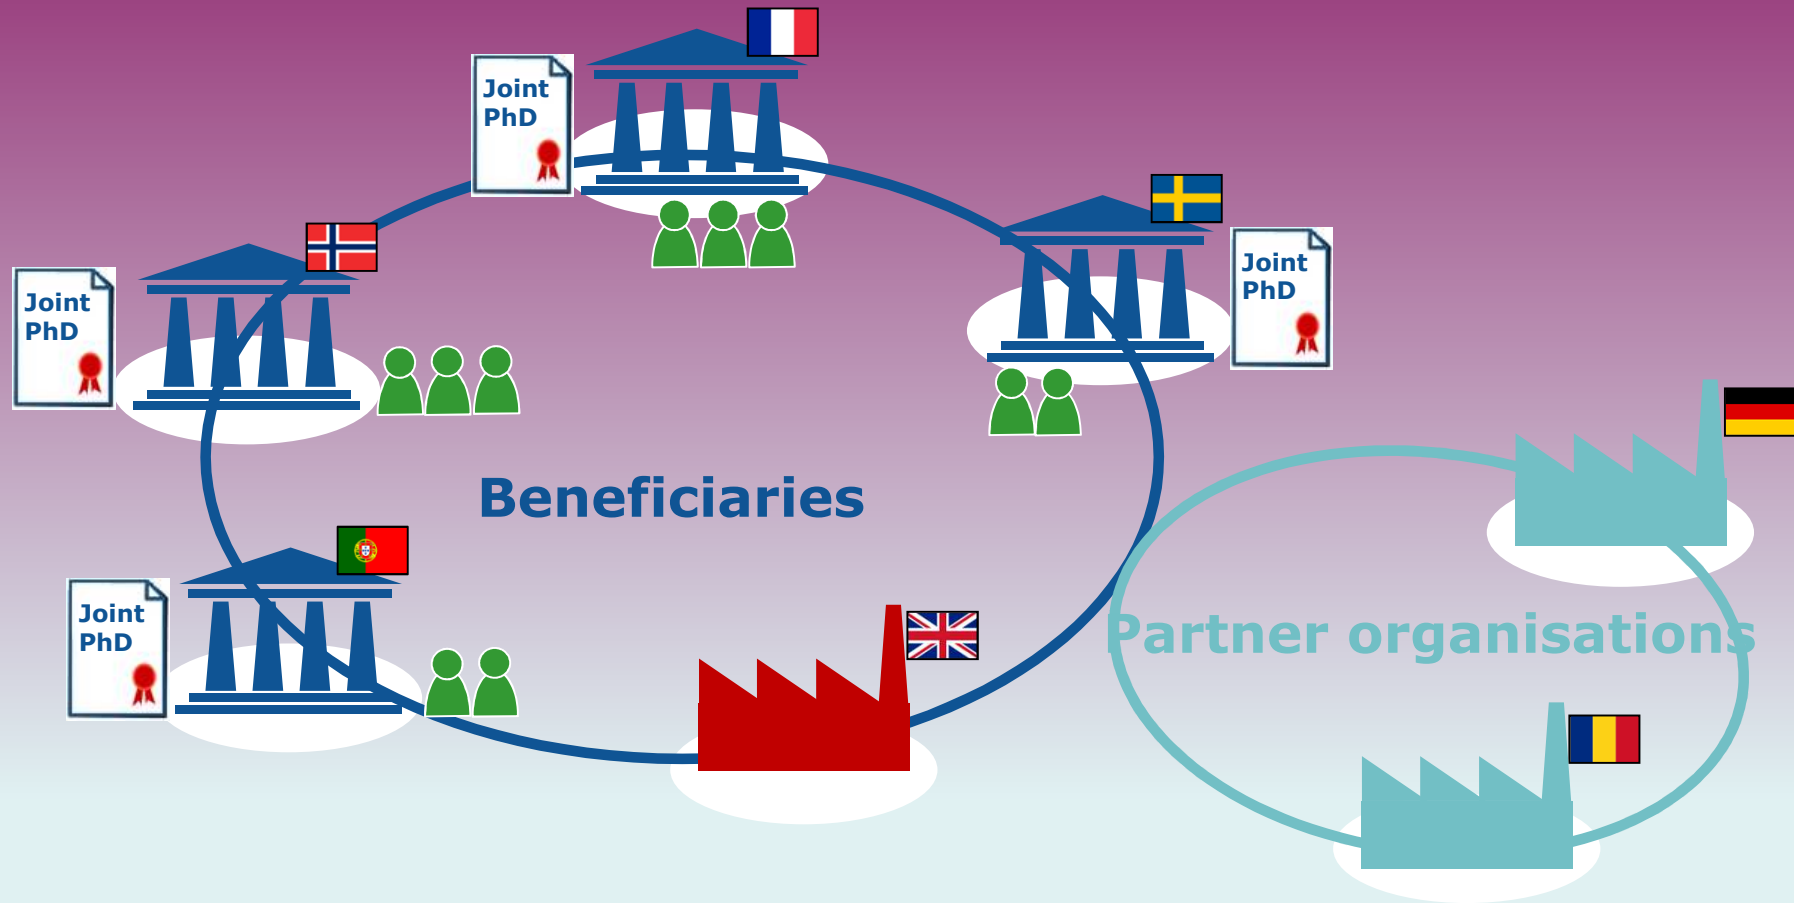 Joint
PhD
Joint
PhD
Joint
PhD
Beneficiaries
Joint
PhD
Partner organisations